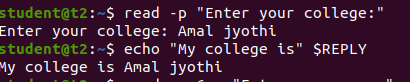 student@t2:~$ read -p "Enter your college:"
Enter your college: Amal jyothi
student@t2:~$ echo "My college is" $REPLY
My college is Amal jyothi